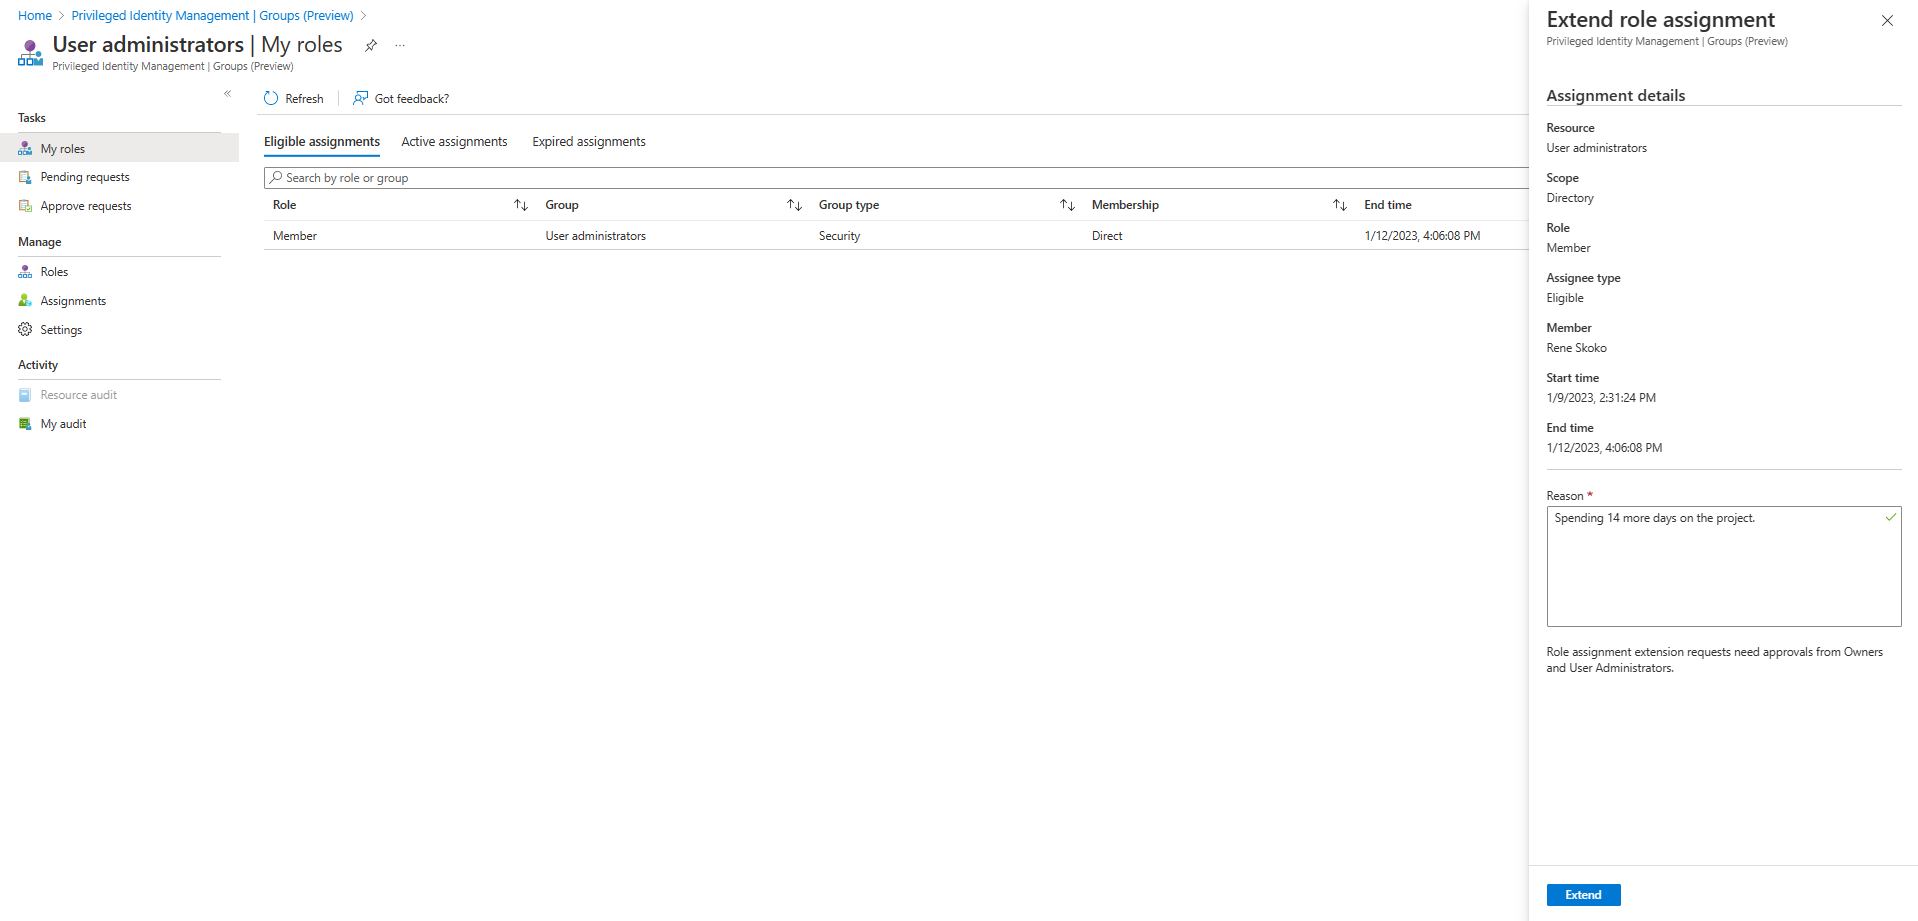 Home > Privileged Identity Management | Groups (Preview) >
User administrators | My roles
Privileged Identity Management | Groups (Preview)
Tasks
My roles
Pending requests
Approve requests
Manage
Roles
Assignments
Settings
Activity
Resource audit
My audit
Refresh
Got feedback?
Eligible assignments Active assignments Expired assignments
Search by role or group
Role Group Group type Membership End time
Member User administrators Security Direct 1/12/2023, 4:06:08 PM
Extend role assignment
Privileged Identity Management | Groups (Preview)
Assignment details
Resource
User administrators
Scope
Directory
Role
Member
Assignee type
Eligible
Member
Rene Skoko
Start time
1/9/2023, 2:31:24 PM
End time
1/12/2023, 4:06:08 PM
Reason *
Spending 14 more days on the project.
Role assignment extension requests need approvals from Owners
and User Administrators.
Extend